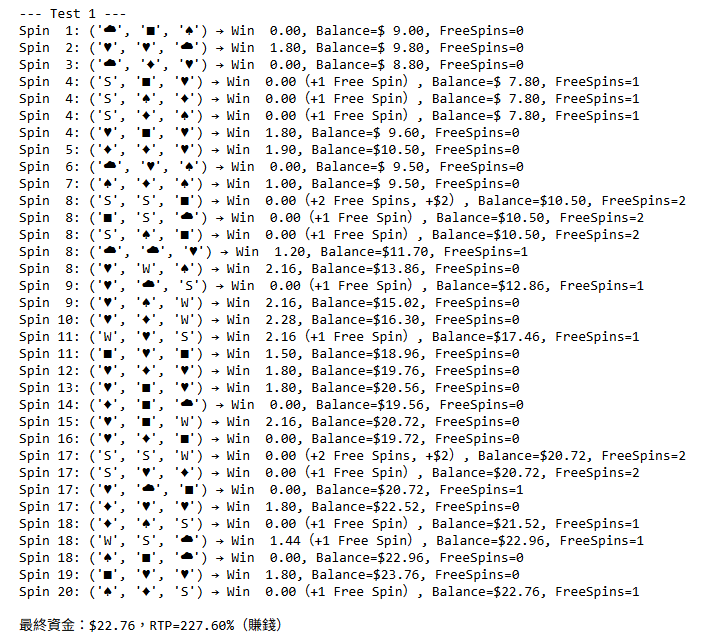 --- Test 1 ---
Spin  1: ('☁', '■', '♠') → Win  0.00, Balance=$ 9.00, FreeSpins=0
Spin  2: ('♥', '♥', '☁') → Win  1.80, Balance=$ 9.80, FreeSpins=0
Spin  3: ('☁', '♦', '♥') → Win  0.00, Balance=$ 8.80, FreeSpins=0
Spin  4: ('S', '■', '♥') → Win  0.00 (+1 Free Spin) , Balance=$ 7.80, FreeSpins=1
Spin  4: ('S', '♠', '♦') → Win  0.00 (+1 Free Spin) , Balance=$ 7.80, FreeSpins=1
Spin  4: ('S', '♦', '♠') → Win  0.00 (+1 Free Spin) , Balance=$ 7.80, FreeSpins=1
Spin  4: ('♥', '■', '♥') → Win  1.80, Balance=$ 9.60, FreeSpins=0
Spin  5: ('♦', '♦', '♥') → Win  1.90, Balance=$10.50, FreeSpins=0
Spin  6: ('☁', '♥', '♠') → Win  0.00, Balance=$ 9.50, FreeSpins=0
Spin  7: ('♠', '♦', '♠') → Win  1.00, Balance=$ 9.50, FreeSpins=0
Spin  8: ('S', 'S', '■') → Win  0.00 (+2 Free Spins, +$2) , Balance=$10.50, FreeSpins=2
Spin  8: ('■', 'S', '☁') → Win  0.00 (+1 Free Spin) , Balance=$10.50, FreeSpins=2
Spin  8: ('S', '♠', '■') → Win  0.00 (+1 Free Spin) , Balance=$10.50, FreeSpins=2
Spin  8: ('☁', '☁', '♥') → Win  1.20, Balance=$11.70, FreeSpins=1
Spin  8: ('♥', 'W', '♠') → Win  2.16, Balance=$13.86, FreeSpins=0
Spin  9: ('♥', '☁', 'S') → Win  0.00 (+1 Free Spin) , Balance=$12.86, FreeSpins=1
Spin  9: ('♥', '♠', 'W') → Win  2.16, Balance=$15.02, FreeSpins=0
Spin 10: ('♥', '♦', 'W') → Win  2.28, Balance=$16.30, FreeSpins=0
Spin 11: ('W', '♥', 'S') → Win  2.16 (+1 Free Spin) , Balance=$17.46, FreeSpins=1
Spin 11: ('■', '♥', '■') → Win  1.50, Balance=$18.96, FreeSpins=0
Spin 12: ('♥', '♦', '♥') → Win  1.80, Balance=$19.76, FreeSpins=0
Spin 13: ('♥', '■', '♥') → Win  1.80, Balance=$20.56, FreeSpins=0
Spin 14: ('♦', '■', '☁') → Win  0.00, Balance=$19.56, FreeSpins=0
Spin 15: ('♥', '■', 'W') → Win  2.16, Balance=$20.72, FreeSpins=0
Spin 16: ('♥', '♦', '■') → Win  0.00, Balance=$19.72, FreeSpins=0
Spin 17: ('S', 'S', 'W') → Win  0.00 (+2 Free Spins, +$2) , Balance=$20.72, FreeSpins=2
Spin 17: ('S', '♥', '♦') → Win  0.00 (+1 Free Spin) , Balance=$20.72, FreeSpins=2
Spin 17: ('♥', '☁', '■') → Win  0.00, Balance=$20.72, FreeSpins=1
Spin 17: ('♦', '♥', '♥') → Win  1.80, Balance=$22.52, FreeSpins=0
Spin 18: ('♦', '♠', 'S') → Win  0.00 (+1 Free Spin) , Balance=$21.52, FreeSpins=1
Spin 18: ('W', 'S', '☁') → Win  1.44 (+1 Free Spin) , Balance=$22.96, FreeSpins=1
Spin 18: ('♠', '■', '☁') → Win  0.00, Balance=$22.96, FreeSpins=0
Spin 19: ('■', '♥', '♥') → Win  1.80, Balance=$23.76, FreeSpins=0
Spin 20: ('♠', '♦', 'S') → Win  0.00 (+1 Free Spin) , Balance=$22.76, FreeSpins=1
最終資金：$22.76，RTP=227.60%（賺錢）